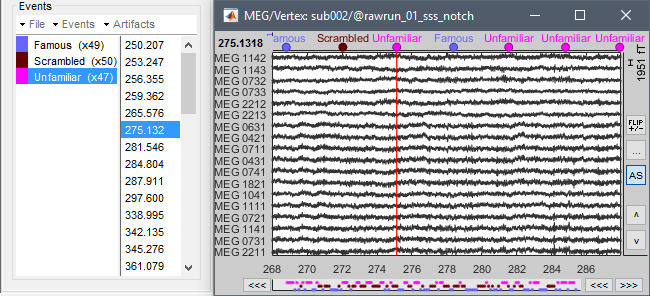 Events
File Events Artifacts
Famous (x49)
Scrambled (x50)
Unfamiliar (x47)
250.207
253.247
256.355
259.362
265.576
275.132
281.546
284.804
287.911
297.600
338.995
342.135
345.276
361.079
MEG/Vertex: sub002/@rawrun_01_sss_notch
275.1318
amous Scrambled Unfamiliar Famous Unfamiliar Unfamiliar
MEG 1142
MEG 1143
MEG 0732
MEG 0733
MEG 2212
MEG 2213
MEG 0631
MEG 0421
MEG 0711
MEG 0431
MEG 0741
MEG 1821
MEG 1041
MEG 1111
MEG 0721
MEG 1141
MEG 0731
MEG 2211
1951 fT
FLIP
+/-
...
AS
268 270 272 274 276 278 280 282 284 286
<<< <<< >>>